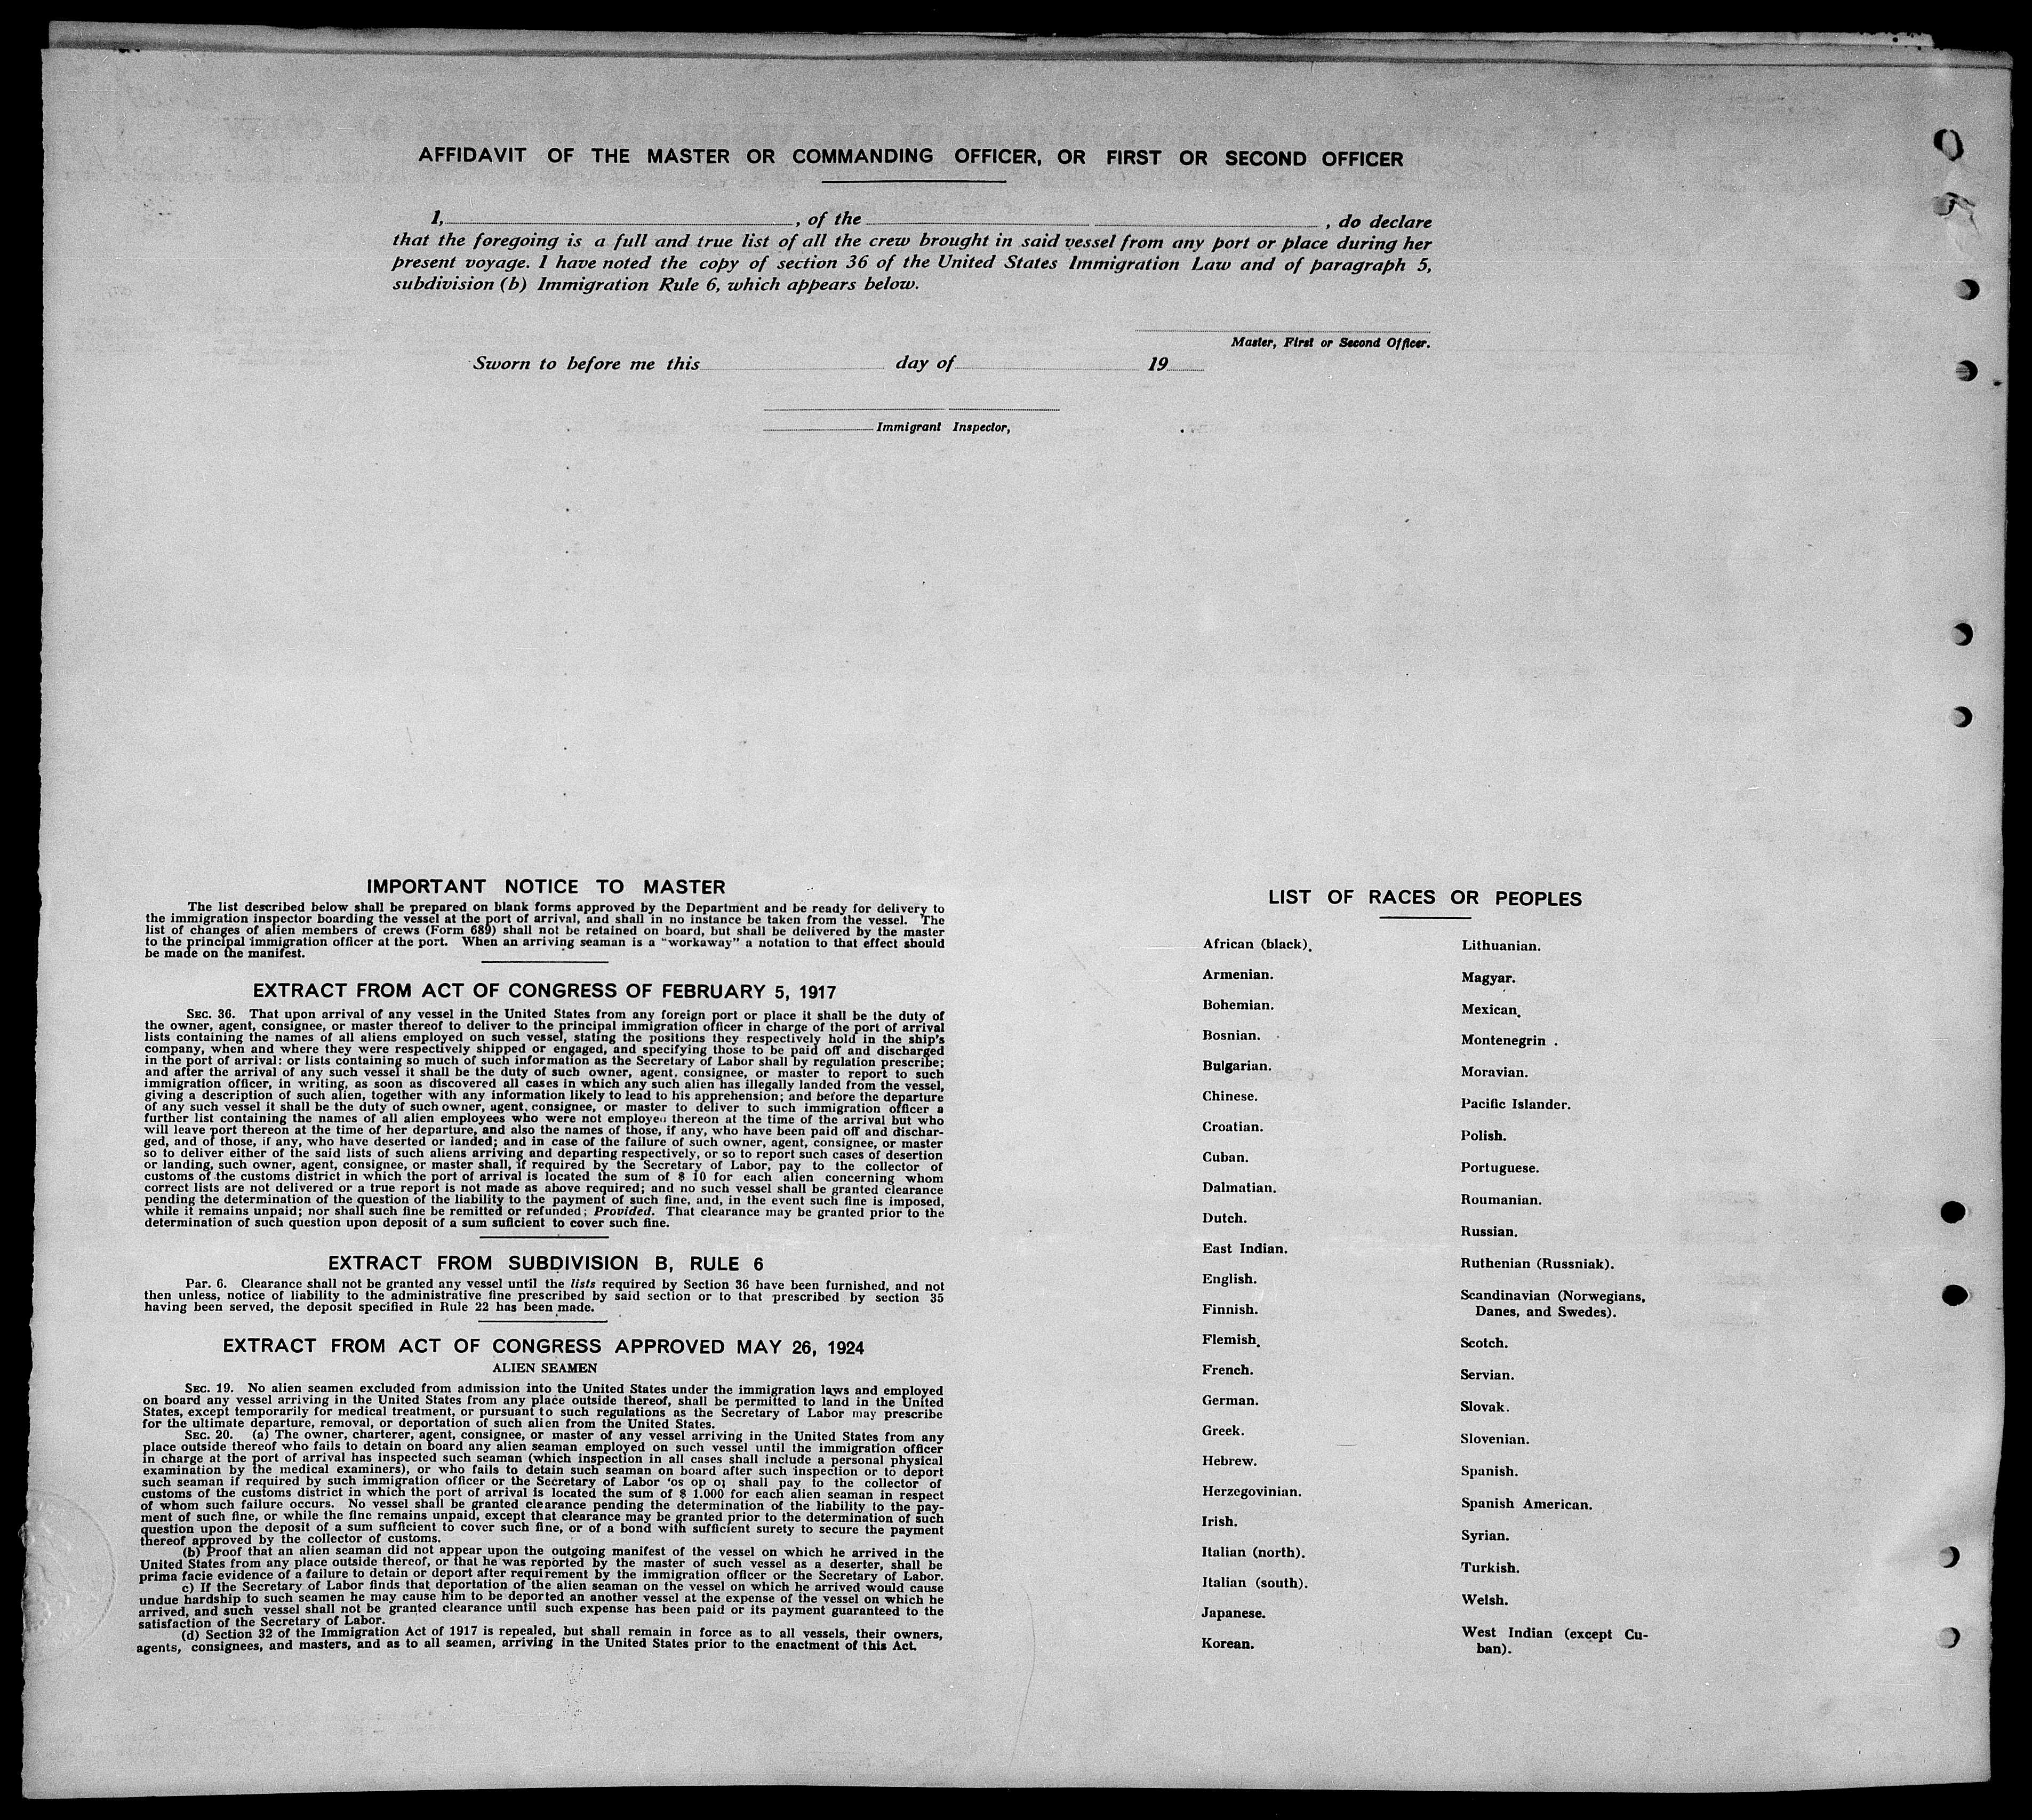 AFFIDAVIT OF THE MASTER OR COMMANDING OFFICER, OR FIRST OR SECOND OFFICER
I, , of the , do declare
that the foregoing is a full and true list of all the crew brought in said vessel from any port or place during her
present voyage. I have noted the copy of section 36 of the United States Immigration Law and of paragraph 5,
subdivision (b) Immigration Rule 6, which appears below.
Master, First or Second Officer.
Sworn to before me this day of 19
Immigrant Inspector,
IMPORTANT NOTICE TO MASTER
The list described below shall be prepared on blank forms approved by the Department and be ready for delivery to
the immigration inspector boarding the vessel at the port of arrival, and shall in no instance be taken from the vessel. The
list of changes of alien members of crews (Form 689) shall not be retained on board, but shall be delivered by the master
to the principal immigration officer at the port. When an arriving seaman is a "workaway" a notation to that effect should
be made on the manifest.
EXTRACT FROM ACT OF CONGRESS OF FEBRUARY 5, 1917
SEC. 36. That upon arrival of any vessel in the United States from any foreign port or place it shall be the duty of
the owner, agent, consignee, or master thereof to deliver to the principal immigration officer in charge of the port of arrival
lists containing the names of all aliens employed on such vessel, stating the positions they respectively hold in the ship's
company, when and where they were respectively shipped or engaged, and specifying those to be paid off and discharged
in the port of arrival: or lists containing so much of such information as the Secretary of Labor shall by regulation prescribe;
and after the arrival of any such vessel it shall be the duty of such owner, agent. consignee, or master to report to such
immigration officer, in writing, as soon as discovered all cases in which any such alien has illegally landed from the vessel,
giving a description of such alien, together with any information likely to lead to his apprehension; and before the departure
of any such vessel it shall be the duty of such owner, agent, consignee, or master to deliver to such immigration officer a
further list containing the names of all alien employees who were not employed thereon at the time of the arrival but who
will leave port thereon at the time of her departure, and also the names of those, if any, who have been paid off and dischar-
ged, and of those, if any, who have deserted or landed; and in case of the failure of such owner, agent, consignee, or master
so to deliver either of the said lists of such aliens arriving and departing respectively, or so to report such cases of desertion
or landing, such owner, agent, consignee, or master shall, if required by the Secretary of Labor, pay to the collector of
customs of the customs district in which the port of arrival is located the sum of $ 10 for each alien concerning whom
correct lists are not delivered or a true report is not made as above required; and no such vessel shall be granted clearance
pending the determination of the question of the liability to the payment of such fine, and, in the event such fine is imposed,
while it remains unpaid; nor shall such fine be remitted or refunded; Provided. That clearance may be granted prior to the
determination of such question upon deposit of a sum suficient to cover such fine.
EXTRACT FROM SUBDIVISION B, RULE 6
Par. 6. Clearance shall not be granted any vessel until the lists required by Section 36 have been furnished, and not
then unless, notice of liability to the administrative fine prescribed by said section or to that prescribed by section 35
having been served, the deposit specified in Rule 22 has been made.
EXTRACT FROM ACT OF CONGRESS APPROVED MAY 26, 1924
ALIEN SEAMEN
SEC. 19. No alien seamen excluded from admission into the United States under the immigration laws and employed
on board any vessel arriving in the United States from any place outside thereof, shall be permitted to land in the United
States, except temporarily for medical treatment, or pursuant to such regulations as the Secretary of Labor may prescribe
for the ultimate departure, removal, or deportation of such alien from the United States.
SEC. 20. (a) The owner, charterer, agent, consignee, or master of any vessel arriving in the United States from any
place outside thereof who fails to detain on board any alien seaman employed on such vessel until the immigration officer
in charge at the port of arrival has inspected such seaman (which inspection in all cases shall include a personal physical
examination by the medical examiners), or who fails to detain such seaman on board after such inspection or to deport
such seaman if required by such immigration officer or the Secretary of Labor 'os op oʇ shall pay to the collector of
customs of the customs district in which the port of arrival is located the sum of $ 1.000 for each alien seaman in respect
of whom such failure occurs. No vessel shall be granted clearance pending the determination of the liability to the pay-
ment of such fine, or while the fine remains unpaid, except that clearance may be granted prior to the determination of such
question upon the deposit of a sum sufficient to cover such fine, or of a bond with sufficient surety to secure the payment
thereof approved by the collector of customs.
(b) Proof that an alien seaman did not appear upon the outgoing manifest of the vessel on which he arrived in the
United States from any place outside thereof, or that he was reported by the master of such vessel as a deserter, shall be
prima facie evidence of a failure to detain or deport after requirement by the immigration officer or the Secretary of Labor.
c) If the Secretary of Labor finds that deportation of the alien seaman on the vessel on which he arrived would cause
undue hardship to such seamen he may cause him to be deported an another vessel at the expense of the vessel on which he
arrived, and such vessel shall not be granted clearance until such expense has been paid or its payment guaranteed to the
satisfaction of the Secretary of Labor.
(d) Section 32 of the Immigration Act of 1917 is repealed, but shall remain in force as to all vessels, their owners,
agents, consignees, and masters, and as to all seamen, arriving in the United States prior to the enactment of this Act.
LIST OF RACES OR PEOPLES
African (black).
Armenian.
Bohemian.
Bosnian.
Bulgarian.
Chinese.
Croatian.
Cuban.
Dalmatian.
Dutch.
East Indian.
English.
Finnish.
Flemish.
French.
German.
Greek.
Hebrew.
Herzegovinian.
Irish.
Italian (north).
Italian (south).
Japanese.
Korean.
Lithuanian.
Magyar.
Mexican.
Montenegrin .
Moravian.
Pacific Islander.
Polish.
Portuguese.
Roumanian.
Russian.
Ruthenian (Russniak).
Scandinavian (Norwegians,
Danes, and Swedes).
Scotch.
Servian.
Slovak.
Slovenian.
Spanish.
Spanish American.
Syrian.
Turkish.
Welsh.
West Indian (except Cu-
ban).